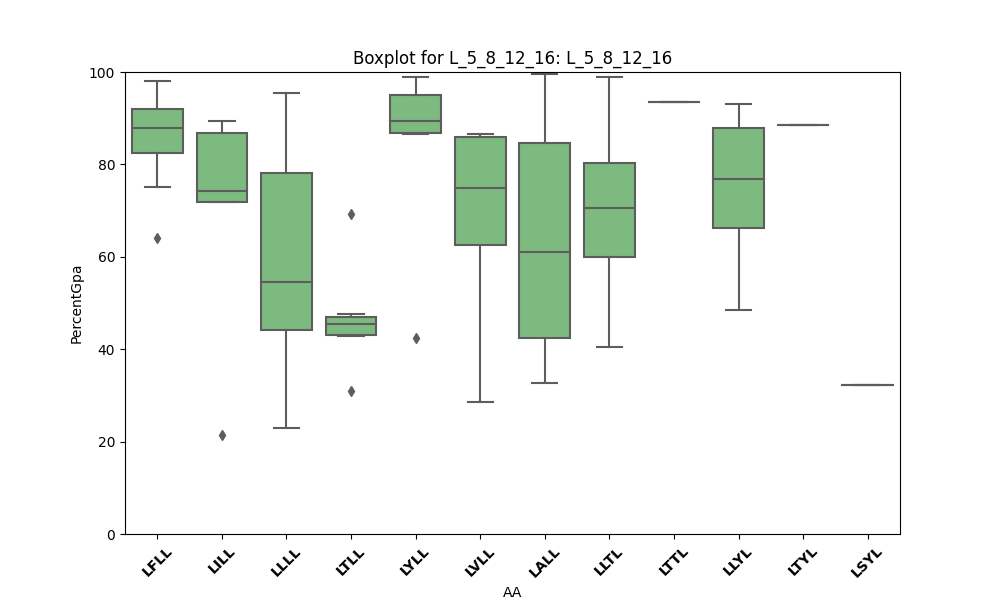 Boxplot for L_5_8_12_16: L_5_8_12_16
PercentGpa
100
80
60
40
20
0
LFLL LILL LLLL LTLL LYLL LVLL LALL LLTL LTTL LLYL LTYL LSYL
AA